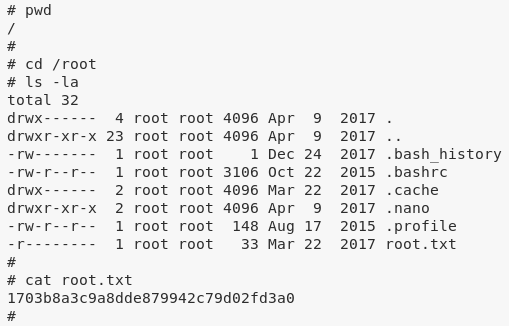 # pwd
/
#
# cd /root
# ls -la
total 32
drwx------  4 root root 4096 Apr  9  2017 .
drwxr-xr-x 23 root root 4096 Apr  9  2017 ..
-rw-------  1 root root    1 Dec 24  2017 .bash_history
-rw-r--r--  1 root root 3106 Oct 22  2015 .bashrc
drwx------  2 root root 4096 Mar 22  2017 .cache
drwxr-xr-x  2 root root 4096 Apr  9  2017 .nano
-rw-r--r--  1 root root  148 Aug 17  2015 .profile
-r--------  1 root root   33 Mar 22  2017 root.txt
#
# cat root.txt
1703b8a3c9a8dde879942c79d02fd3a0
#